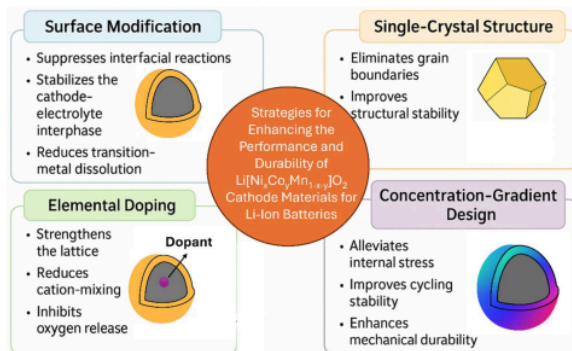 Surface Modification
• Suppresses interfacial reactions
• Stabilizes the
cathode-
electrolyte
interphase
• Reduces transition-
metal dissolution
Single-Crystal Structure
• Eliminates grain
boundaries
• Improves
structural stability
Strategies for
Enhancing the
Performance and
Durability of
Li[NiₓCoᵧMn₁₋ₓ₋ᵧ]O₂
Cathode Materials for
Li-Ion Batteries
Elemental Doping
• Strengthens
the lattice
• Reduces
cation-mixing
• Inhibits
oxygen release
Dopant
Concentration-Gradient
Design
• Alleviates
internal stress
• Improves cycling
stability
• Enhances
mechanical durability